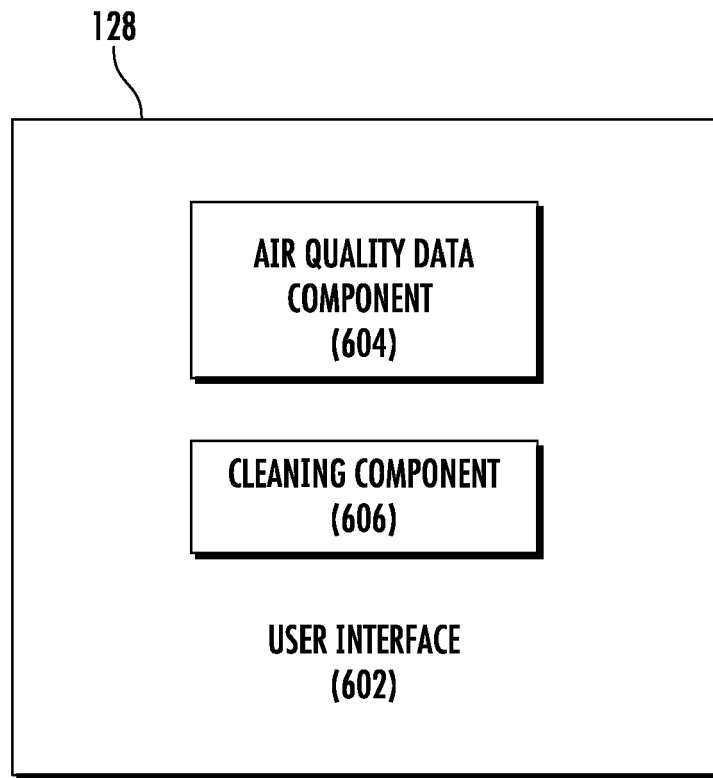 128
AIR QUALITY DATA
COMPONENT
(604)
CLEANING COMPONENT
(606)
USER INTERFACE
(602)